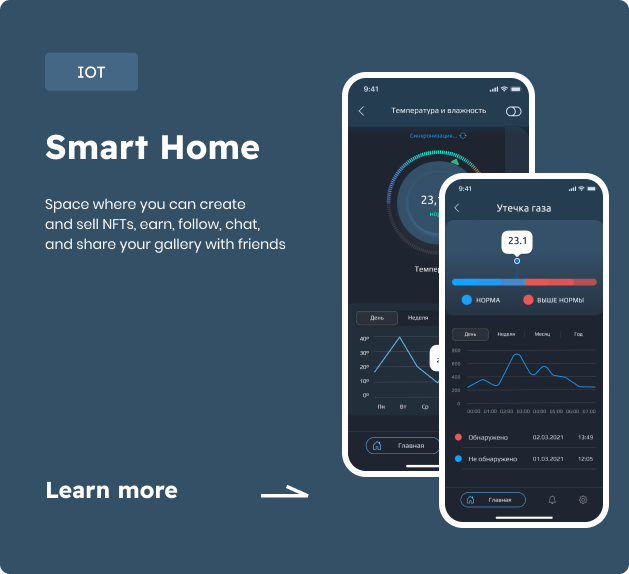 IOT
Smart Home
Space where you can create
and sell NFTs, earn, follow, chat,
and share your gallery with friends
Learn more
9:41
Температура и влажность
Синхронизация...
23,
День Неделя
40º
30º
20º
10º
0º
Пн Вт Ср
Главная
9:41
Утечка газа
23.1
НОРМА ВЫШЕ НОРМЫ
День Неделя Месяц Год
800
600
400
200
0
00:00 01:00 02:00 03:00 04:00 05:00 06:00 07:00
Обнаружено 02.03.2021 13:49
Не обнаружено 01.03.2021 12:05
Главная